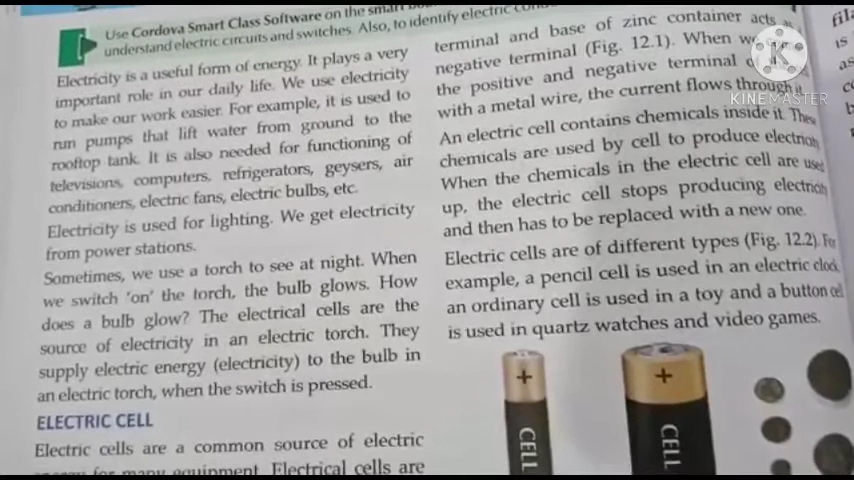 Use Cordova Smart Class Software on the smart
understand electric circuits and switches. Also, to identify electric
Electricity is a useful form of energy. It plays a very
important role in our daily life. We use electricity
to make our work easier. For example, it is used to
run pumps that lift water from ground to the
rooftop tank. It is also needed for functioning of
televisions, computers, refrigerators, geysers, air
conditioners, electric fans, electric bulbs, etc.
Electricity is used for lighting. We get electricity
from power stations.
Sometimes, we use a torch to see at night. When
we switch 'on' the torch, the bulb glows. How
does a bulb glow? The electrical cells are the
source of electricity in an electric torch. They
supply electric energy (electricity) to the bulb in
an electric torch, when the switch is pressed.
ELECTRIC CELL
Electric cells are a common source of electric
for many equipment. Electrical cells are
terminal and base of zinc container acts as
negative terminal (Fig. 12.1). When
the positive and negative terminal
with a metal wire, the current flows through it.
An electric cell contains chemicals inside it. These
chemicals are used by cell to produce electricity.
When the chemicals in the electric cell are used
up, the electric cell stops producing electricity
and then has to be replaced with a new one.
Electric cells are of different types (Fig. 12.2). For
example, a pencil cell is used in an electric clock,
an ordinary cell is used in a toy and a button cell
is used in quartz watches and video games.
+
CELL
+
CELL
KINEMASTER
is